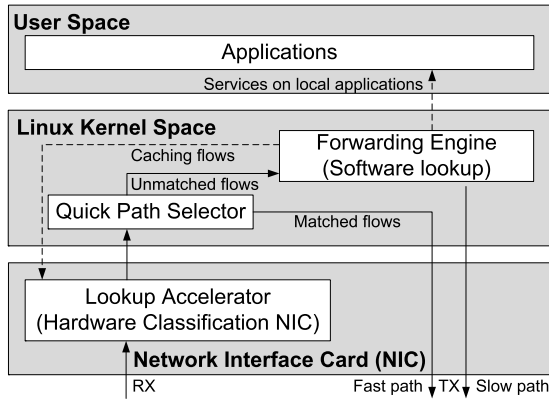 User Space
Applications
Services on local applications
Linux Kernel Space
Forwarding Engine
(Software lookup)
Caching flows
Unmatched flows
Quick Path Selector
Matched flows
Lookup Accelerator
(Hardware Classification NIC)
Network Interface Card (NIC)
RX
Fast path
TX
Slow path